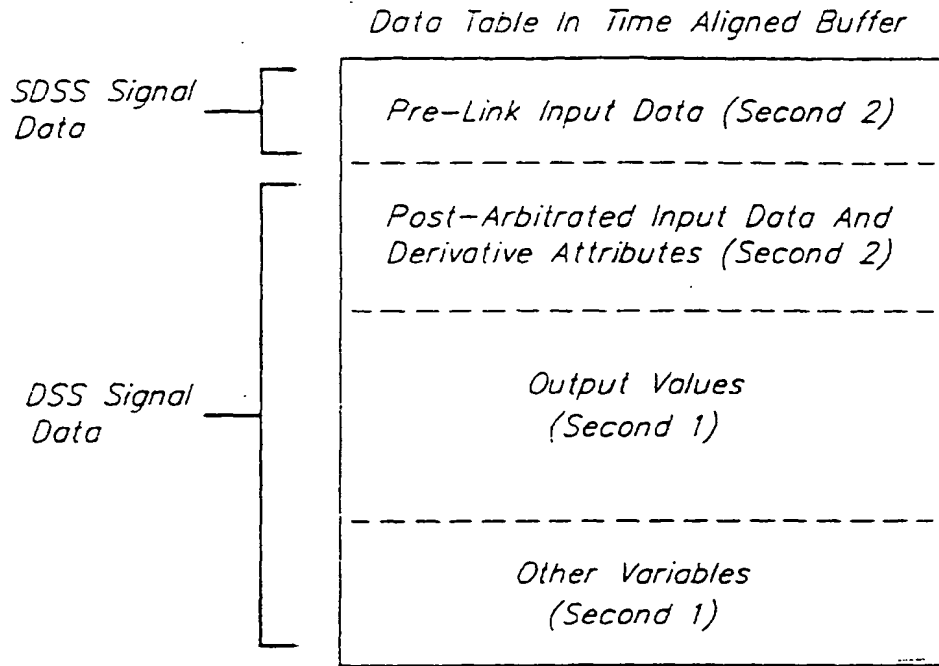 Data Table In Time Aligned Buffer
SDSS Signal
Data
Pre-Link Input Data (Second 2)
Post-Arbitrated Input Data And
Derivative Attributes (Second 2)
DSS Signal
Data
Output Values
(Second 1)
Other Variables
(Second 1)